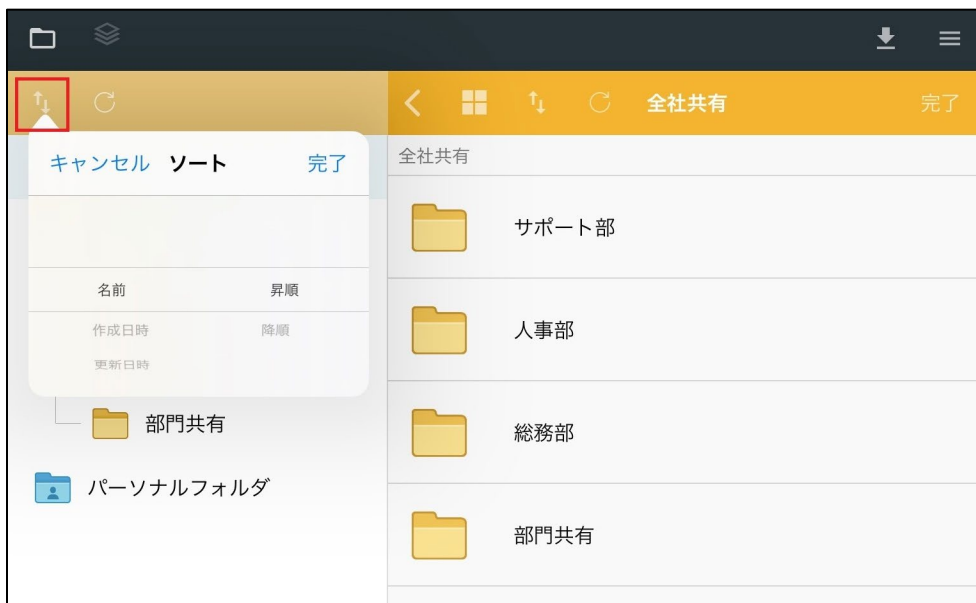 全社共有 完了
キャンセル ソート 完了
名前 昇順
作成日時 降順
更新日時
部門共有
パーソナルフォルダ
全社共有
サポート部
人事部
総務部
部門共有